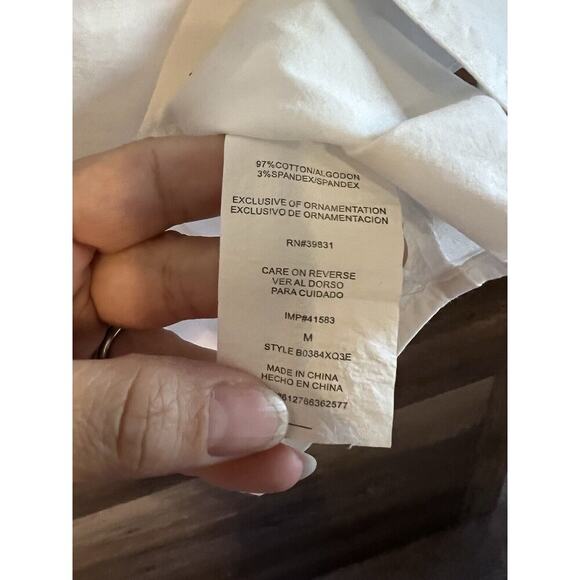 97%COTTON/ALGODON
3%SPANDEX/SPANDEX
EXCLUSIVE OF ORNAMENTATION
EXCLUSIVO DE ORNAMENTACION
RN#39831
CARE ON REVERSE
VER AL DORSO
PARA CUIDADO
IMP#41583
M
STYLE B0384XQ3E
MADE IN CHINA
HECHO EN CHINA